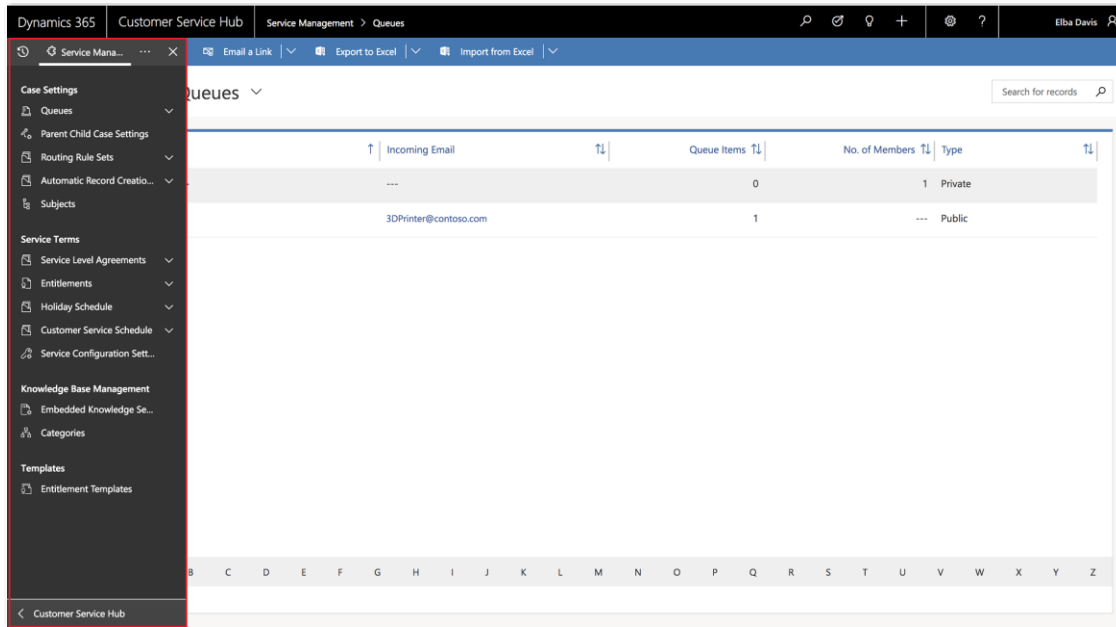 Dynamics 365 Customer Service Hub Service Management > Queues Elba Davis
Service Mana... ··· Email a Link Export to Excel Import from Excel
Queues
Search for records
Case Settings
Queues
Parent Child Case Settings
Routing Rule Sets
Automatic Record Creatio...
Subjects
Service Terms
Service Level Agreements
Entitlements
Holiday Schedule
Customer Service Schedule
Service Configuration Sett...
Knowledge Base Management
Embedded Knowledge Se...
Categories
Templates
Entitlement Templates
Customer Service Hub
Incoming Email Queue Items No. of Members Type
--- 0 1 Private
3DPrinter@contoso.com 1 --- Public
B C D E F G H I J K L M N O P Q R S T U V W X Y Z